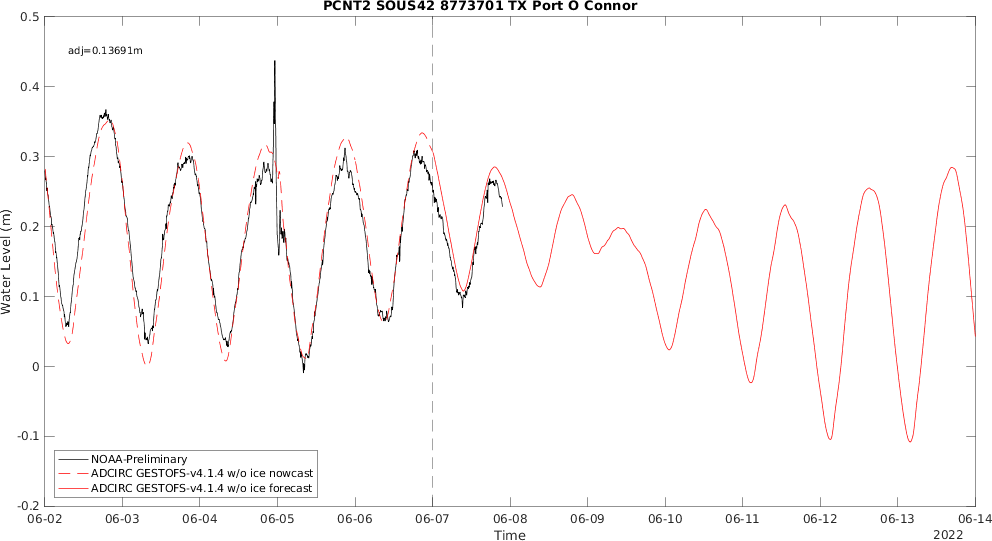 PCNT2 SOUS42 8773701 TX Port O Connor
adj=0.13691m
0.5
0.4
0.3
0.2
0.1
0
-0.1
-0.2
Water Level (m)
NOAA-Preliminary
ADCIRC GESTOFS-v4.1.4 w/o ice nowcast
ADCIRC GESTOFS-v4.1.4 w/o ice forecast
06-02 06-03 06-04 06-05 06-06 06-07 06-08 06-09 06-10 06-11 06-12 06-13 06-14
Time
2022